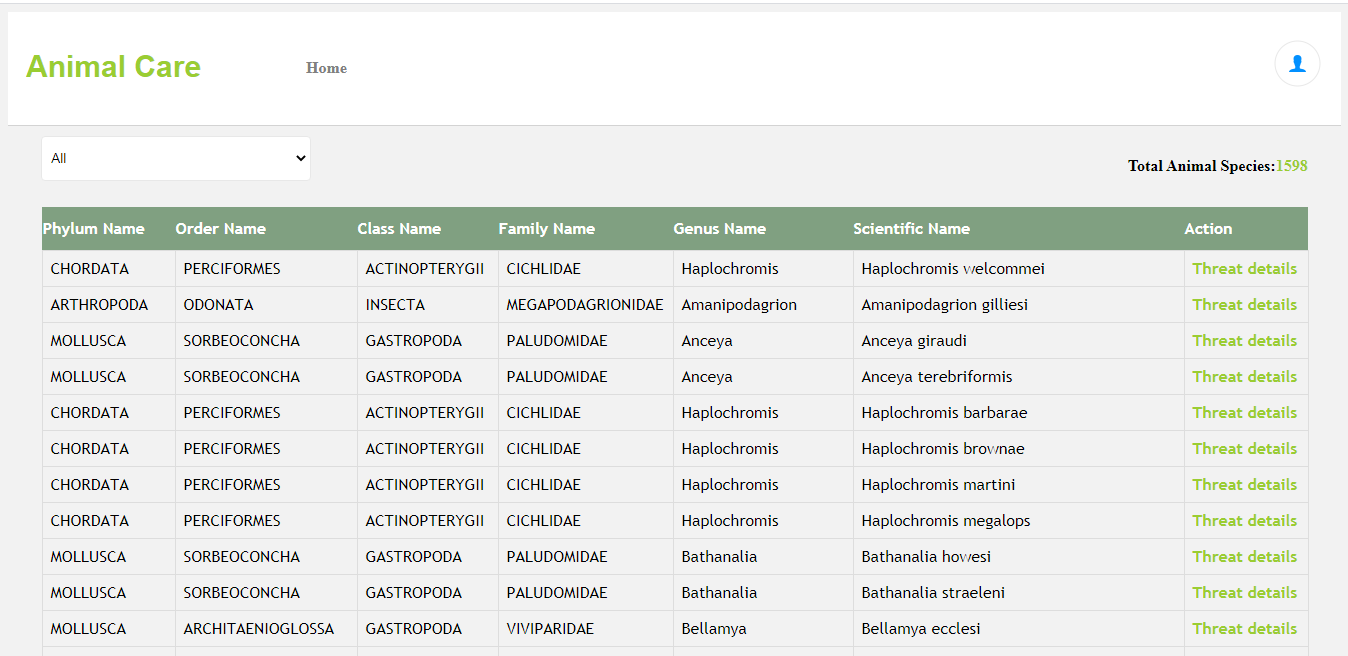 Animal Care Home
All
Total Animal Species:1598
Phylum Name Order Name Class Name Family Name Genus Name Scientific Name Action
CHORDATA PERCIFORMES ACTINOPTERYGII CICHLIDAE Haplochromis Haplochromis welcommei Threat details
ARTHROPODA ODONATA INSECTA MEGAPODAGRIONIDAE Amanipodagrion Amanipodagrion gilliesi Threat details
MOLLUSCA SORBEOCONCHA GASTROPODA PALUDOMIDAE Anceya Anceya giraudi Threat details
MOLLUSCA SORBEOCONCHA GASTROPODA PALUDOMIDAE Anceya Anceya terebriformis Threat details
CHORDATA PERCIFORMES ACTINOPTERYGII CICHLIDAE Haplochromis Haplochromis barbarae Threat details
CHORDATA PERCIFORMES ACTINOPTERYGII CICHLIDAE Haplochromis Haplochromis brownae Threat details
CHORDATA PERCIFORMES ACTINOPTERYGII CICHLIDAE Haplochromis Haplochromis martini Threat details
CHORDATA PERCIFORMES ACTINOPTERYGII CICHLIDAE Haplochromis Haplochromis megalops Threat details
MOLLUSCA SORBEOCONCHA GASTROPODA PALUDOMIDAE Bathanalia Bathanalia howesi Threat details
MOLLUSCA SORBEOCONCHA GASTROPODA PALUDOMIDAE Bathanalia Bathanalia straeleni Threat details
MOLLUSCA ARCHITAENIOGLOSSA GASTROPODA VIVIPARIDAE Bellamya Bellamya ecclesi Threat details